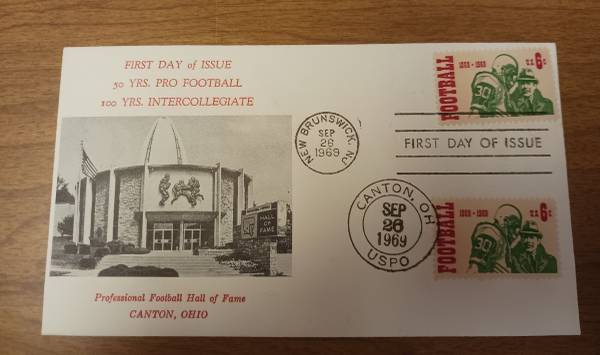 FIRST DAY of ISSUE
50 YRS. PRO FOOTBALL
100 YRS. INTERCOLLEGIATE
HALL
OF
FAME
Professional Football Hall of Fame
CANTON, OHIO
NEW BRUNSWICK, NJ
SEP
26
1969
FOOTBALL
1869-1969
U.S. 6c
30
FIRST DAY OF ISSUE
CANTON, OH
SEP
26
1969
USPO
FOOTBALL
1869-1969
U.S. 6c
30